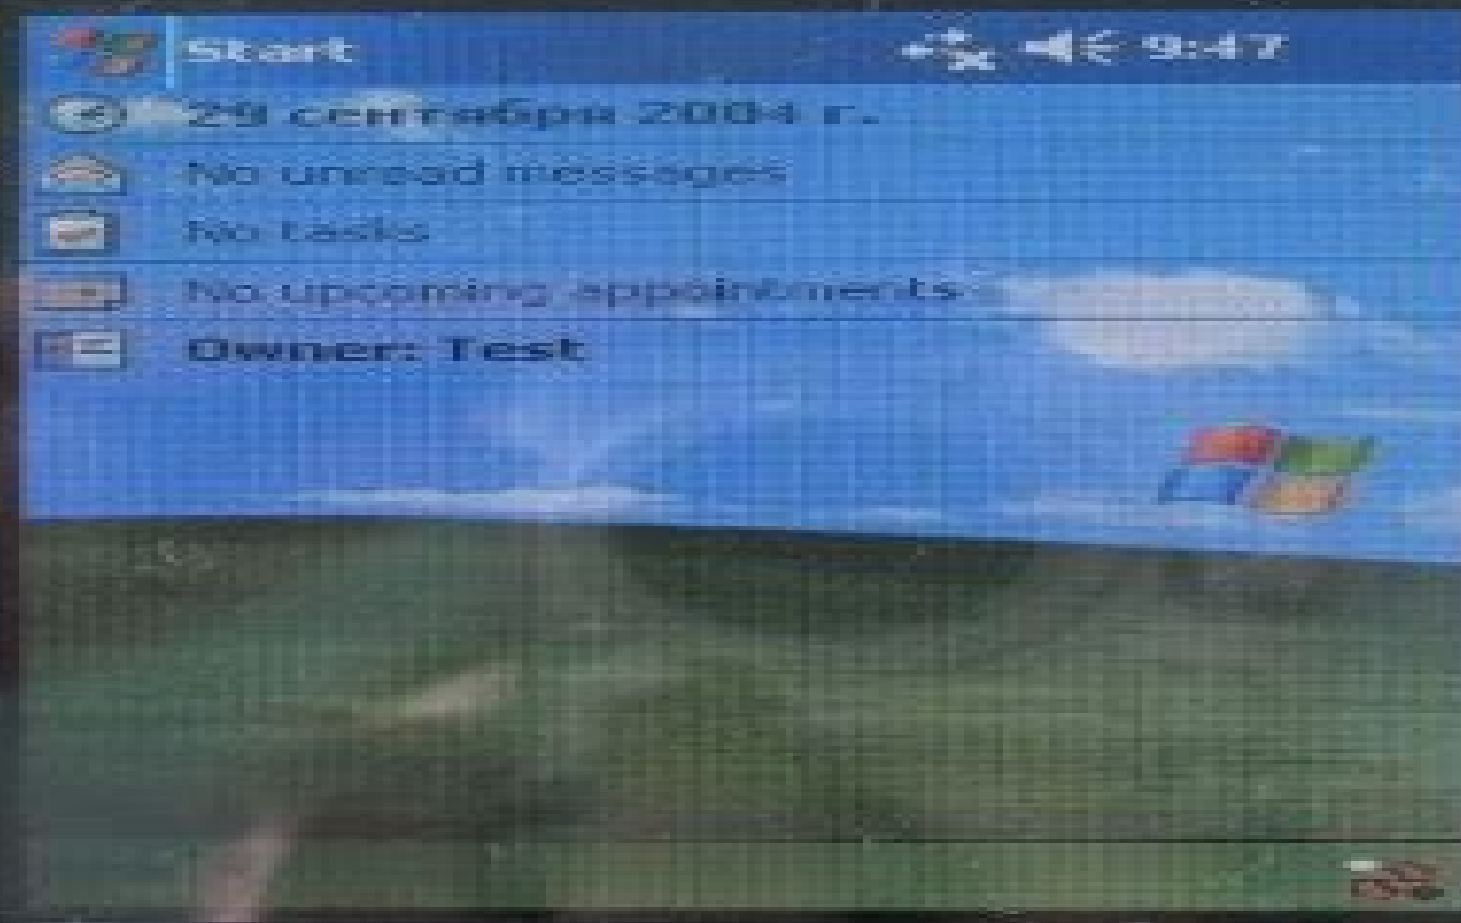 Start 9:47
29 сентября 2004 г.
No unread messages
No tasks
No upcoming appointments
Owner: Test